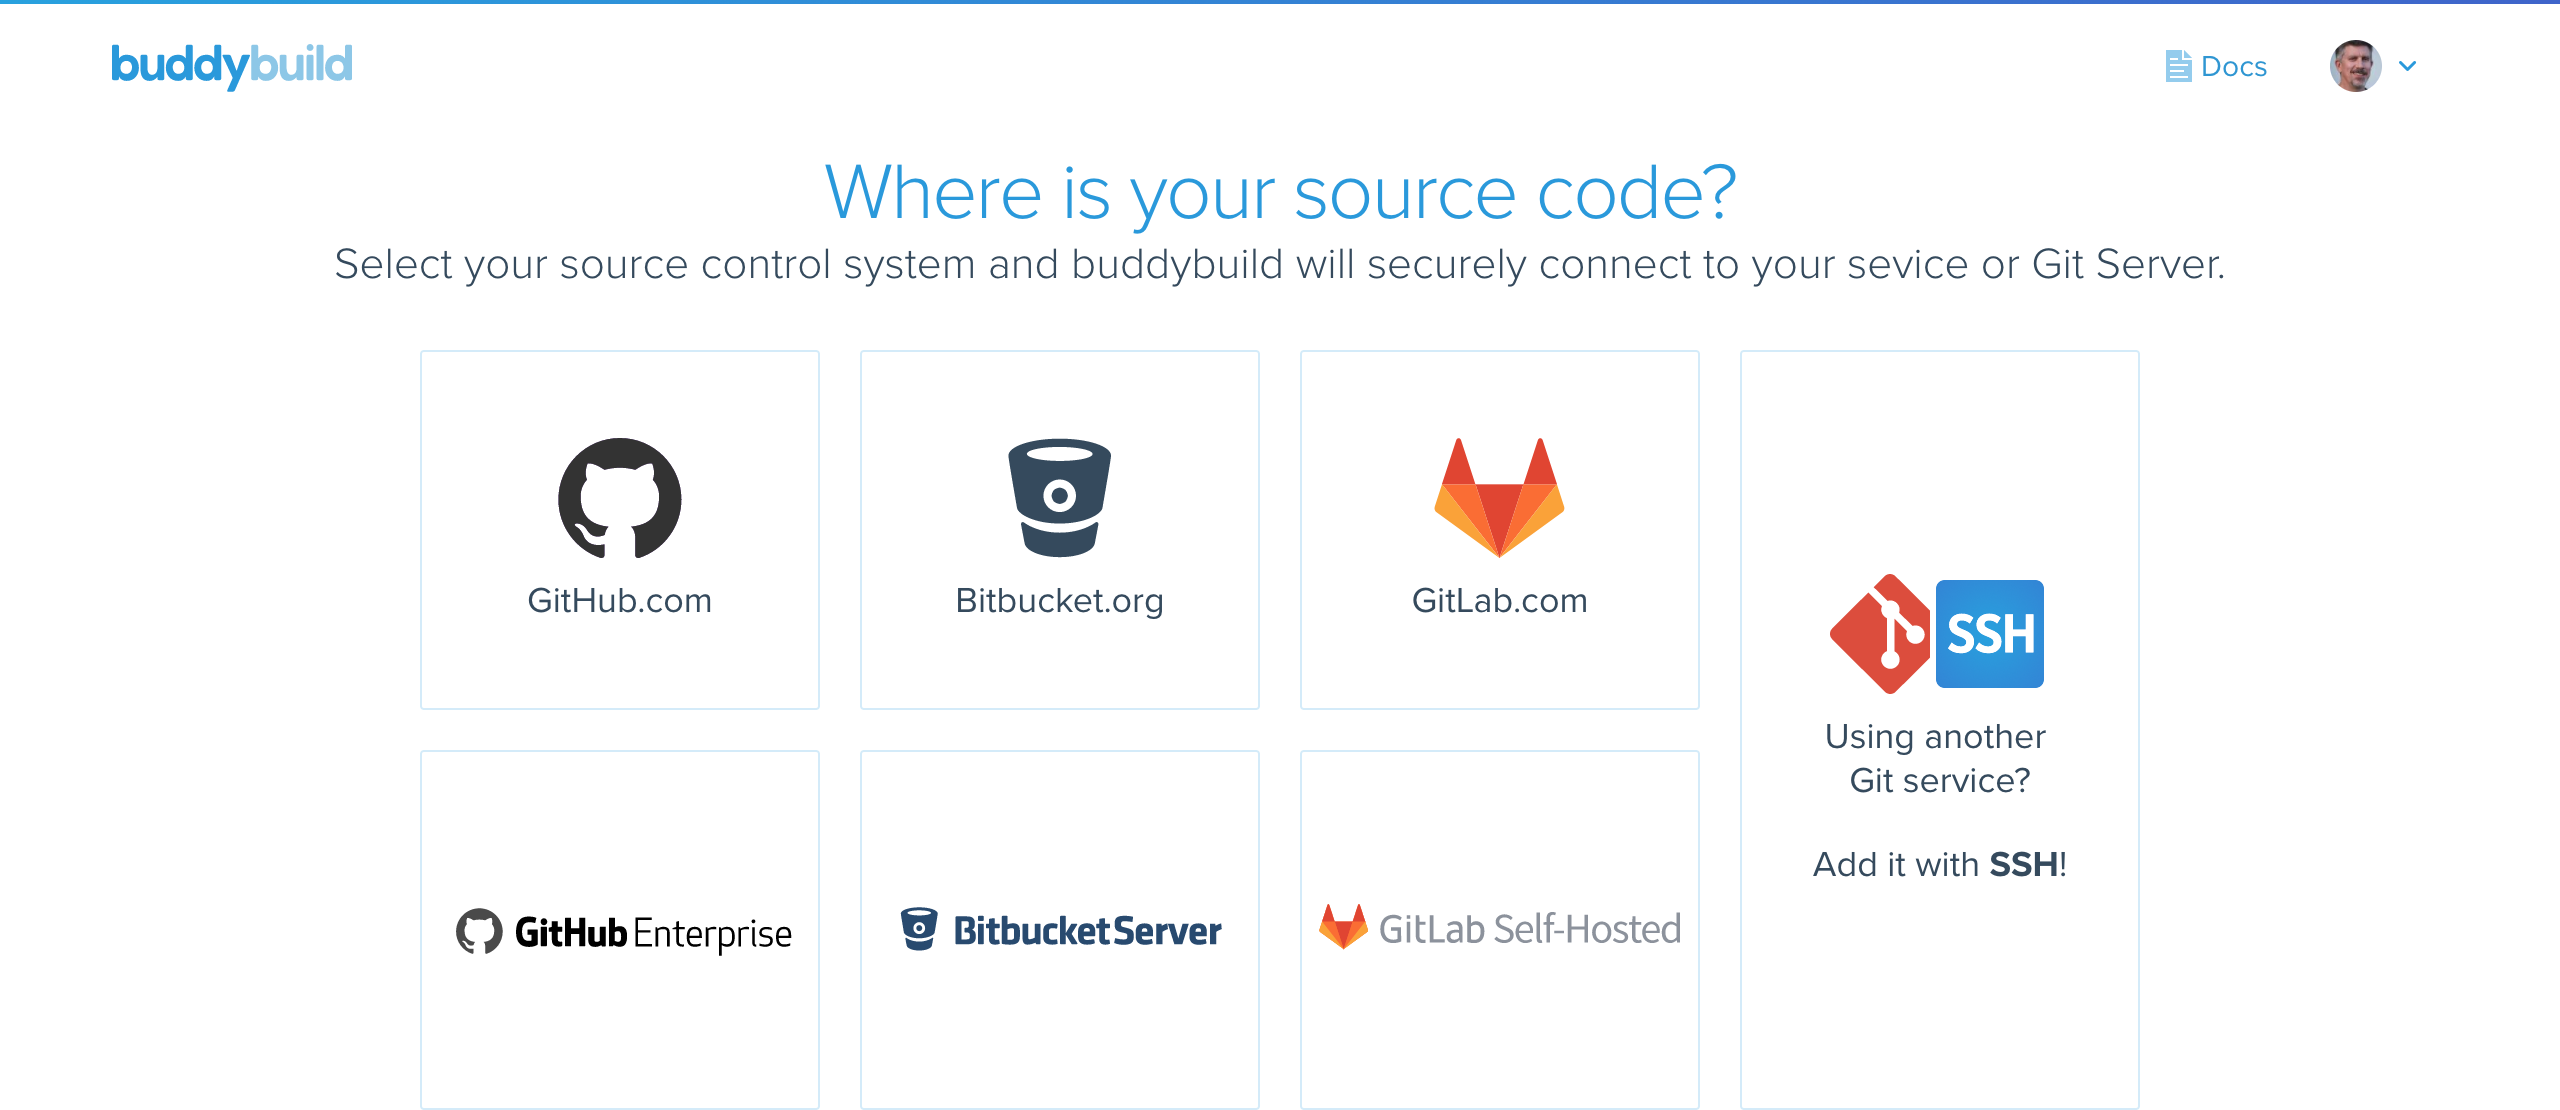 buddybuild
Docs
Where is your source code?
Select your source control system and buddybuild will securely connect to your sevice or Git Server.
GitHub.com
Bitbucket.org
GitLab.com
SSH
Using another
Git service?
Add it with SSH!
GitHub Enterprise
Bitbucket Server
GitLab Self-Hosted